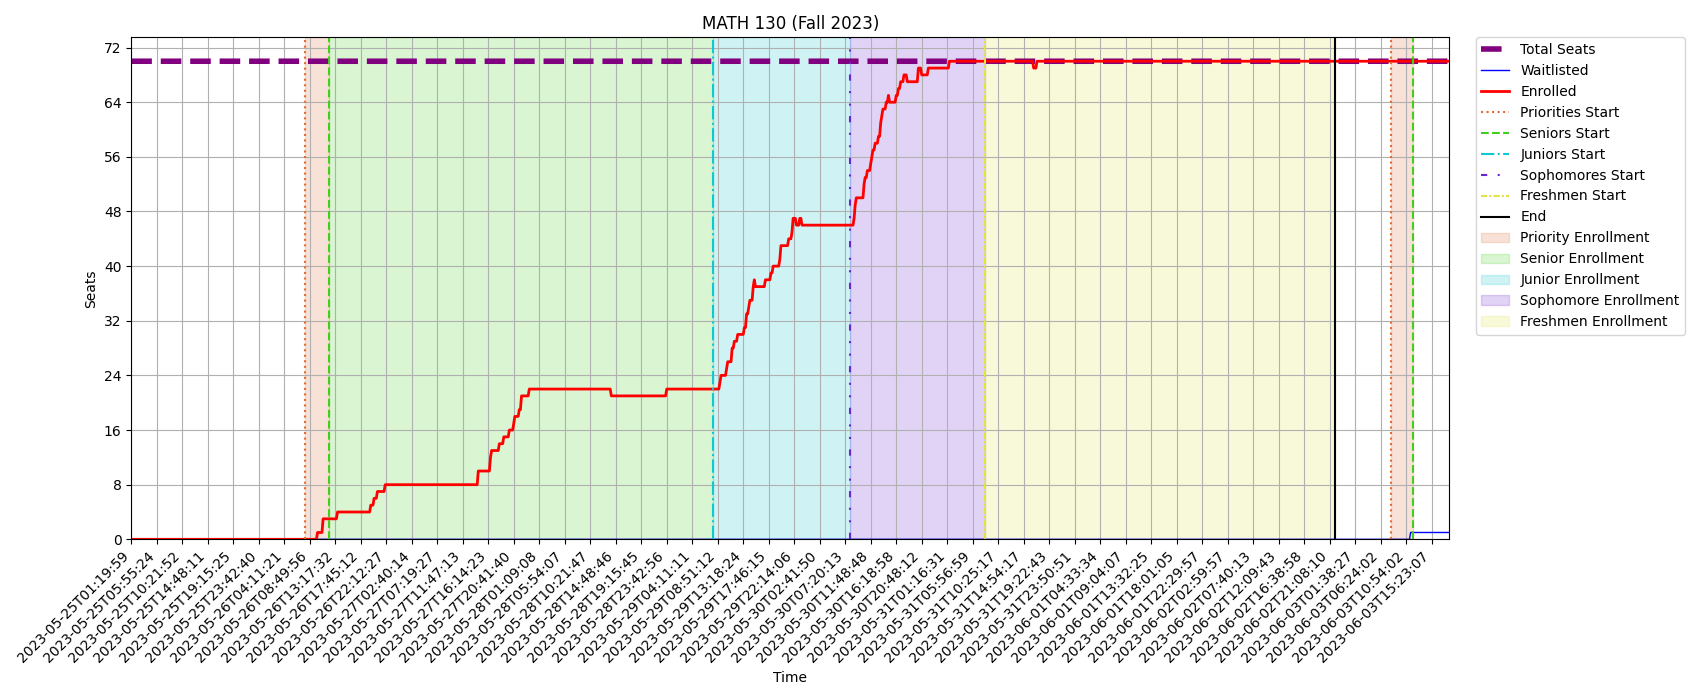 MATH 130 (Fall 2023)
72
64
56
48
40
32
24
16
8
0
Seats
2023-05-25T01:19:59
2023-05-25T05:55:24
2023-05-25T10:21:52
2023-05-25T14:48:11
2023-05-25T19:15:25
2023-05-25T23:42:40
2023-05-26T04:11:21
2023-05-26T08:49:56
2023-05-26T13:17:32
2023-05-26T17:45:12
2023-05-26T22:12:27
2023-05-27T02:40:14
2023-05-27T07:19:27
2023-05-27T11:47:13
2023-05-27T16:14:23
2023-05-27T20:41:40
2023-05-28T01:09:08
2023-05-28T05:54:07
2023-05-28T10:21:47
2023-05-28T14:48:46
2023-05-28T19:15:45
2023-05-28T23:42:56
2023-05-29T04:11:11
2023-05-29T08:51:12
2023-05-29T13:18:24
2023-05-29T17:46:15
2023-05-29T22:14:06
2023-05-30T02:41:50
2023-05-30T07:20:13
2023-05-30T11:48:48
2023-05-30T16:18:58
2023-05-30T20:48:12
2023-05-31T01:16:31
2023-05-31T05:56:59
2023-05-31T10:25:17
2023-05-31T14:54:17
2023-05-31T19:22:43
2023-05-31T23:50:51
2023-06-01T04:33:34
2023-06-01T09:04:07
2023-06-01T13:32:25
2023-06-01T18:01:05
2023-06-01T22:29:57
2023-06-02T02:59:57
2023-06-02T07:40:13
2023-06-02T12:09:43
2023-06-02T16:38:58
2023-06-02T21:08:10
2023-06-03T01:38:27
2023-06-03T06:24:02
2023-06-03T10:54:02
2023-06-03T15:23:07
Time
Total Seats
Waitlisted
Enrolled
Priorities Start
Seniors Start
Juniors Start
Sophomores Start
Freshmen Start
End
Priority Enrollment
Senior Enrollment
Junior Enrollment
Sophomore Enrollment
Freshmen Enrollment